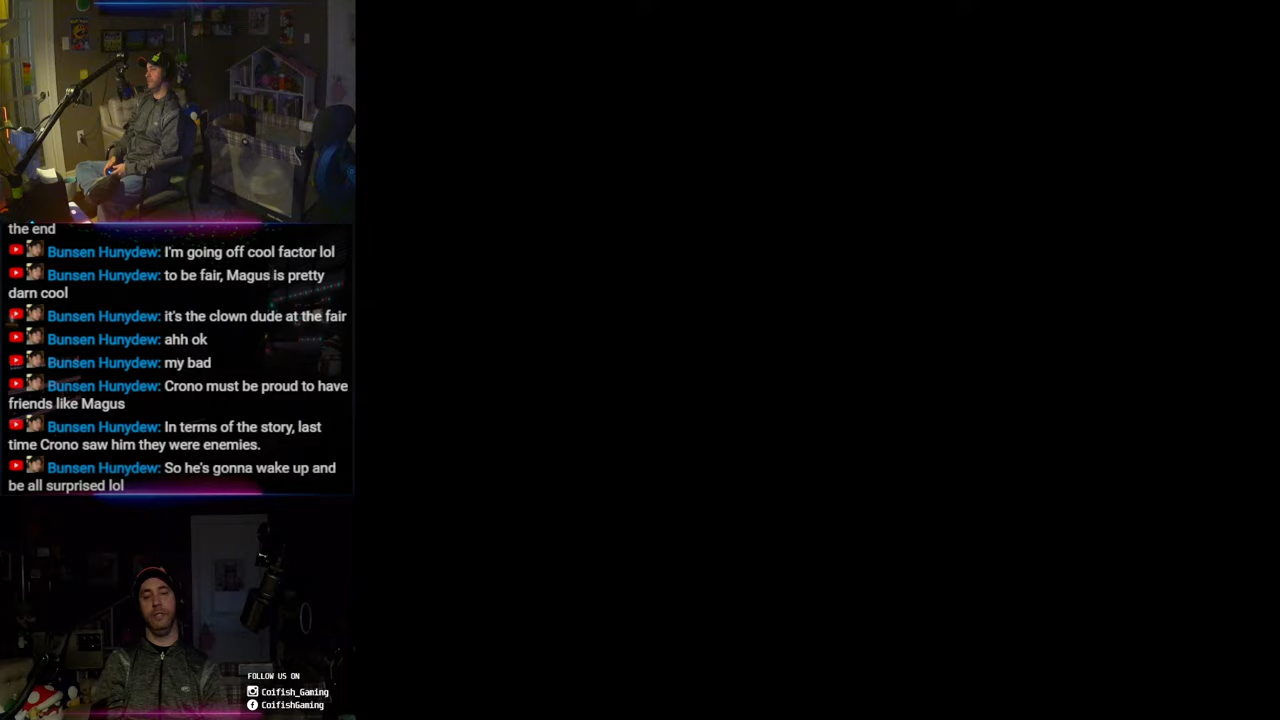 the end
Bunsen Hunydew: I'm going off cool factor lol
Bunsen Hunydew: to be fair, Magus is pretty
darn cool
Bunsen Hunydew: it's the clown dude at the fair
Bunsen Hunydew: ahh ok
Bunsen Hunydew: my bad
Bunsen Hunydew: Crono must be proud to have
friends like Magus
Bunsen Hunydew: In terms of the story, last
time Crono saw him they were enemies.
Bunsen Hunydew: So he's gonna wake up and
be all surprised lol
FOLLOW US ON
Coifish_Gaming
CoifishGaming